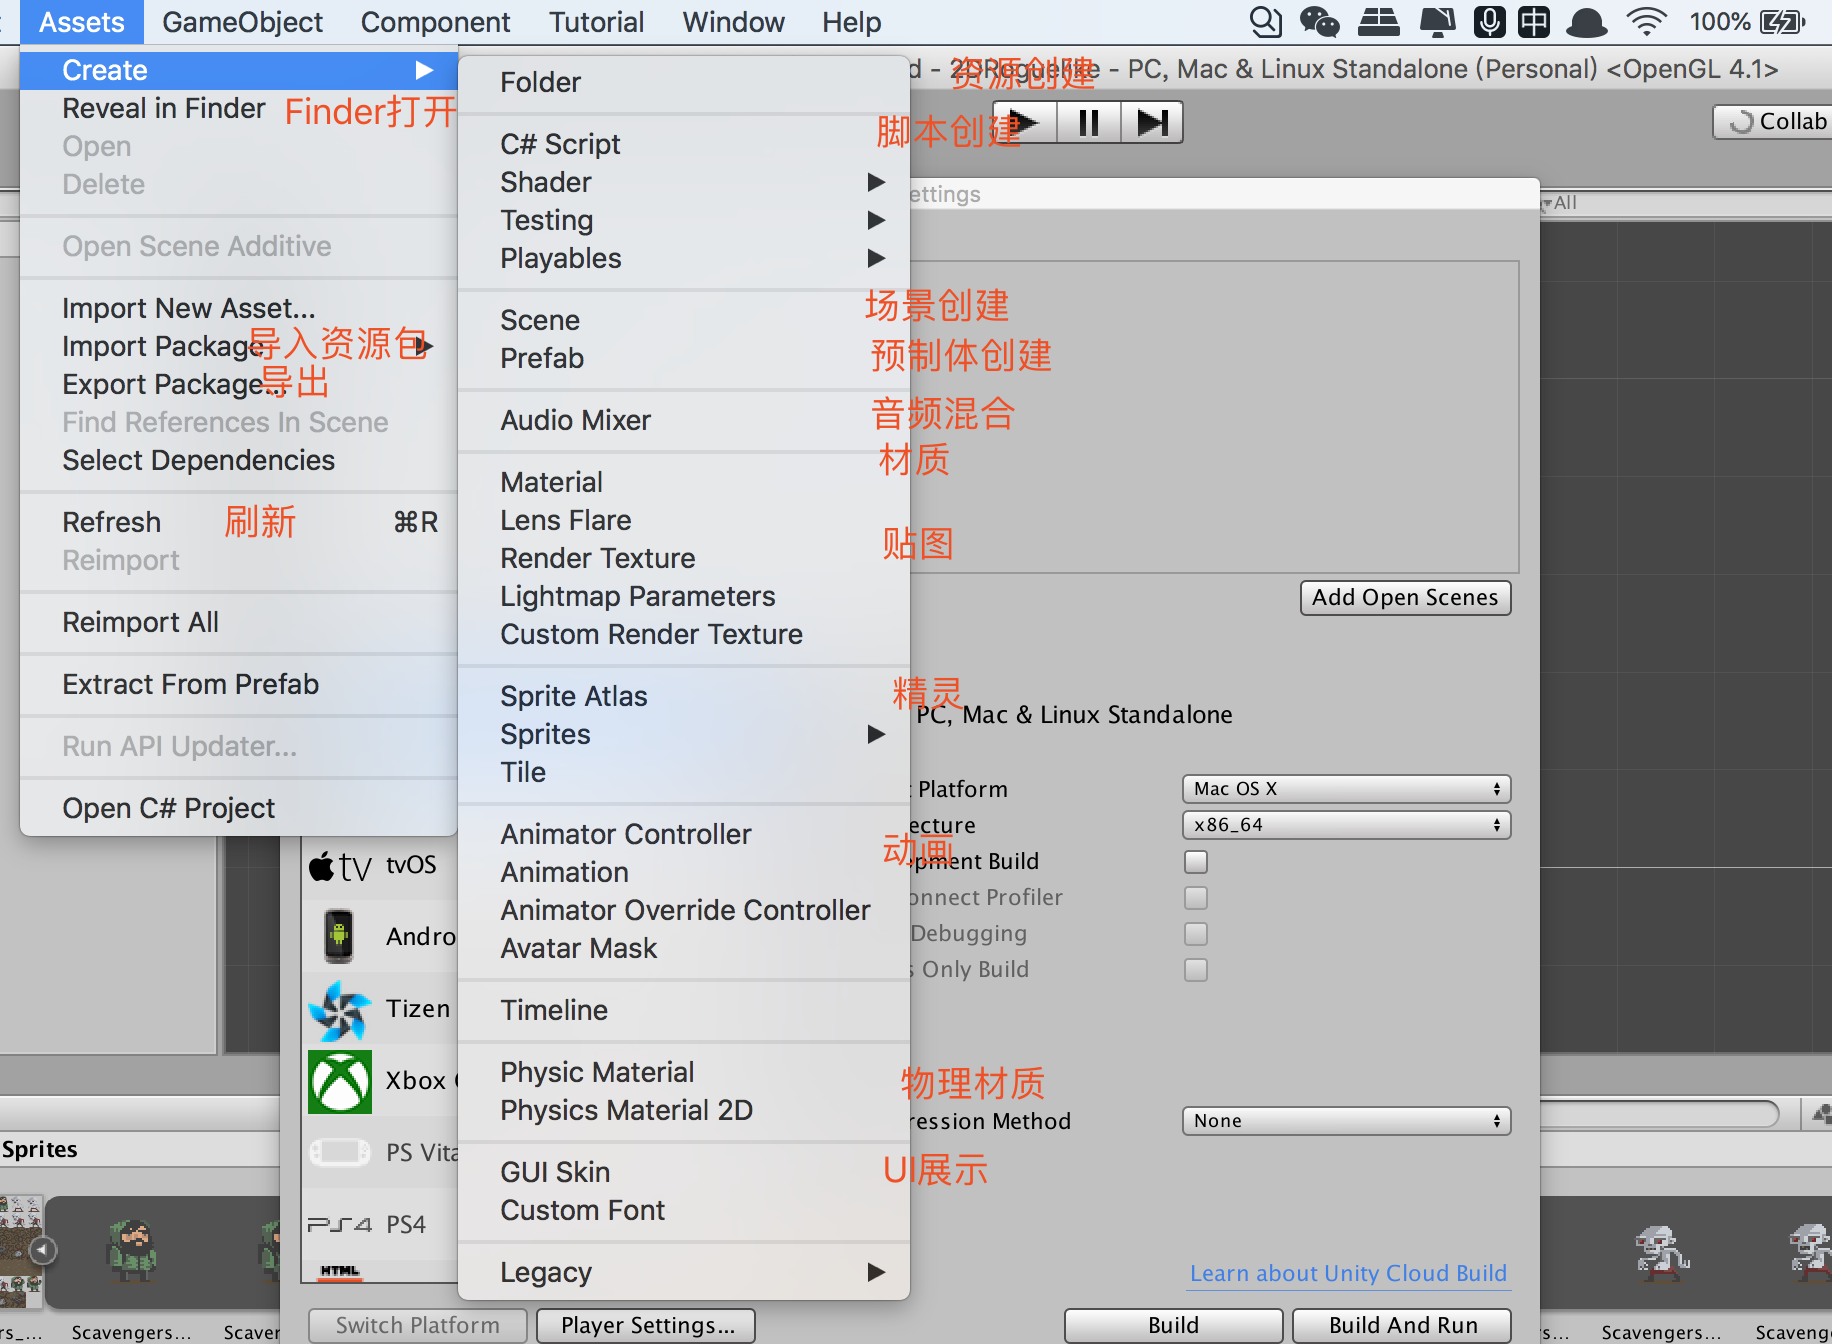 Assets GameObject Component Tutorial Window Help 中 100%
2DRoguelike - PC, Mac & Linux Standalone (Personal) <OpenGL 4.1>
资源创建
Collab
Create
Reveal in Finder Finder打开
Open
Delete
Open Scene Additive
Import New Asset...
Import Package 导入资源包
Export Package... 导出
Find References In Scene
Select Dependencies
Refresh 刷新 ⌘R
Reimport
Reimport All
Extract From Prefab
Run API Updater...
Open C# Project
Folder
C# Script 脚本创建
Shader
Testing
Playables
Scene 场景创建
Prefab 预制体创建
Audio Mixer 音频混合
Material 材质
Lens Flare
Render Texture 贴图
Lightmap Parameters
Custom Render Texture
Sprite Atlas 精灵
Sprites
Tile
Animator Controller 动画
Animation
Animator Override Controller
Avatar Mask
Timeline
Physic Material 物理材质
Physics Material 2D
GUI Skin UI展示
Custom Font
Legacy
ettings
All
Add Open Scenes
PC, Mac & Linux Standalone
Platform Mac OS X
ecture x86_64
pment Build
onnect Profiler
Debugging
s Only Build
ression Method None
Learn about Unity Cloud Build
tv tvOS
Andro
Tizen
Xbox
PS Vita
PS4 PS4
HTML
Switch Platform Player Settings... Build Build And Run
Sprites
rs_... Scavengers... Scaven s... Scavengers... Scaveng